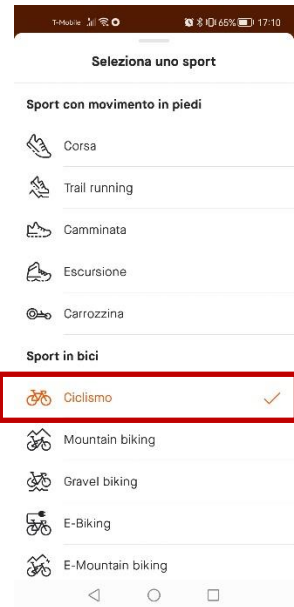 T-Mobile 65% 17:10
Seleziona uno sport
Sport con movimento in piedi
Corsa
Trail running
Camminata
Escursione
Carrozzina
Sport in bici
Ciclismo
Mountain biking
Gravel biking
E-Biking
E-Mountain biking